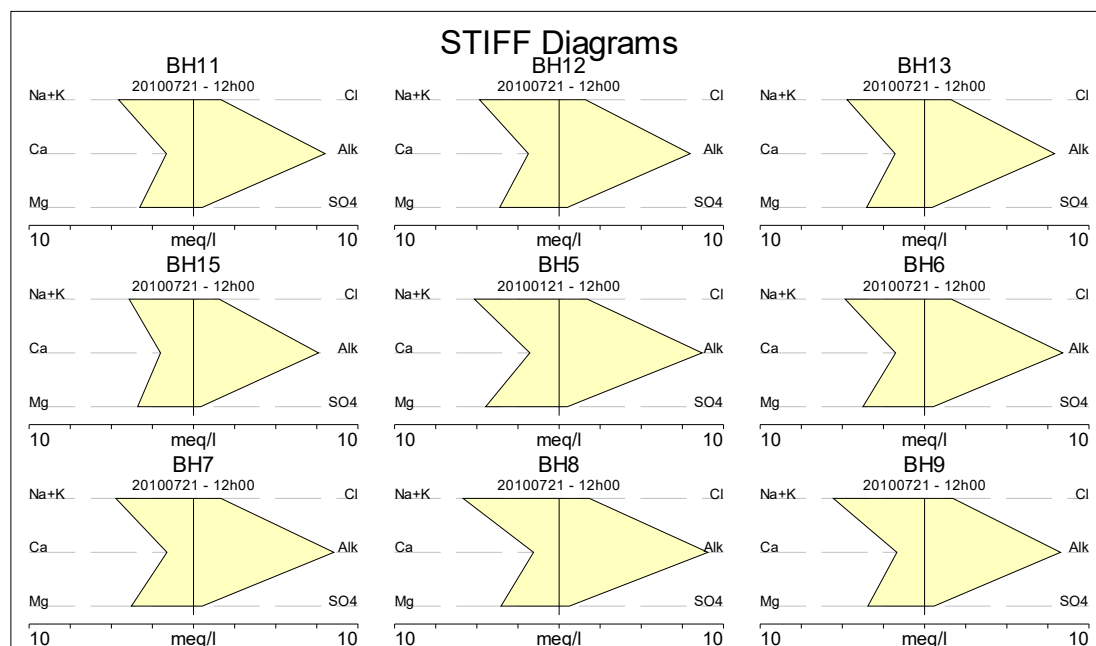 STIFF Diagrams
BH11 BH12 BH13
20100721 - 12h00 20100721 - 12h00 20100721 - 12h00
Na+K Cl Na+K Cl Na+K Cl
Ca Alk Ca Alk Ca Alk
Mg SO4 Mg SO4 Mg SO4
10 meq/l 10 10 meq/l 10 10 meq/l 10
BH15 BH5 BH6
20100721 - 12h00 20100121 - 12h00 20100721 - 12h00
Na+K Cl Na+K Cl Na+K Cl
Ca Alk Ca Alk Ca Alk
Mg SO4 Mg SO4 Mg SO4
10 meq/l 10 10 meq/l 10 10 meq/l 10
BH7 BH8 BH9
20100721 - 12h00 20100721 - 12h00 20100721 - 12h00
Na+K Cl Na+K Cl Na+K Cl
Ca Alk Ca Alk Ca Alk
Mg SO4 Mg SO4 Mg SO4
10 meq/l 10 10 meq/l 10 10 meq/l 10